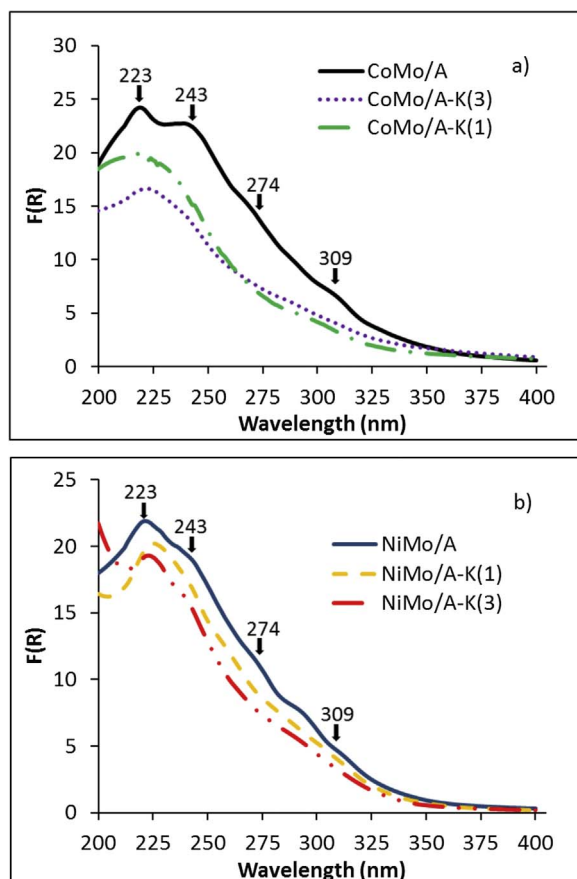 a)
30
25
20
15
10
5
0
F(R)
223
243
274
309
CoMo/A
CoMo/A-K(3)
CoMo/A-K(1)
200 225 250 275 300 325 350 375 400
Wavelength (nm)
b)
25
20
15
10
5
0
F(R)
223
243
274
309
NiMo/A
NiMo/A-K(1)
NiMo/A-K(3)
200 225 250 275 300 325 350 375 400
Wavelength (nm)